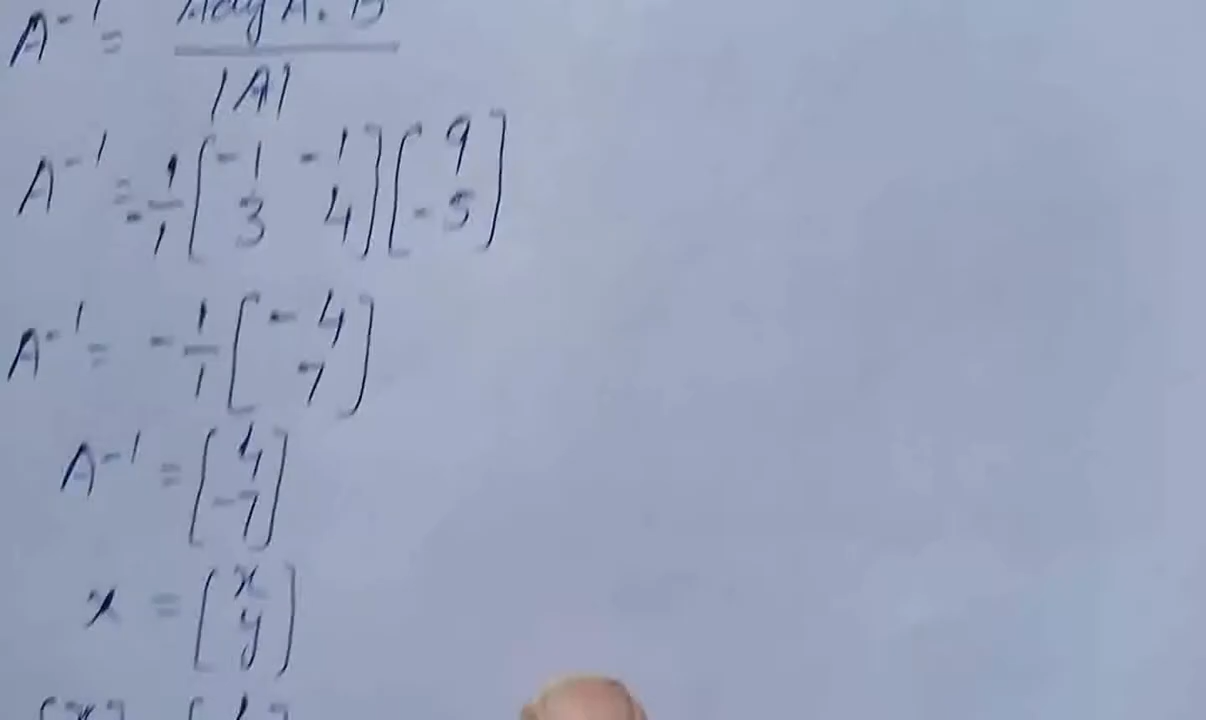 A⁻¹ = Adj A. B
|A|
A⁻¹ = 1/-1 [-1 -1] [9]
[3 4] [-5]
A⁻¹ = -1/1 [-4]
[7]
A⁻¹ = [4]
[-7]
x = [x]
[y]